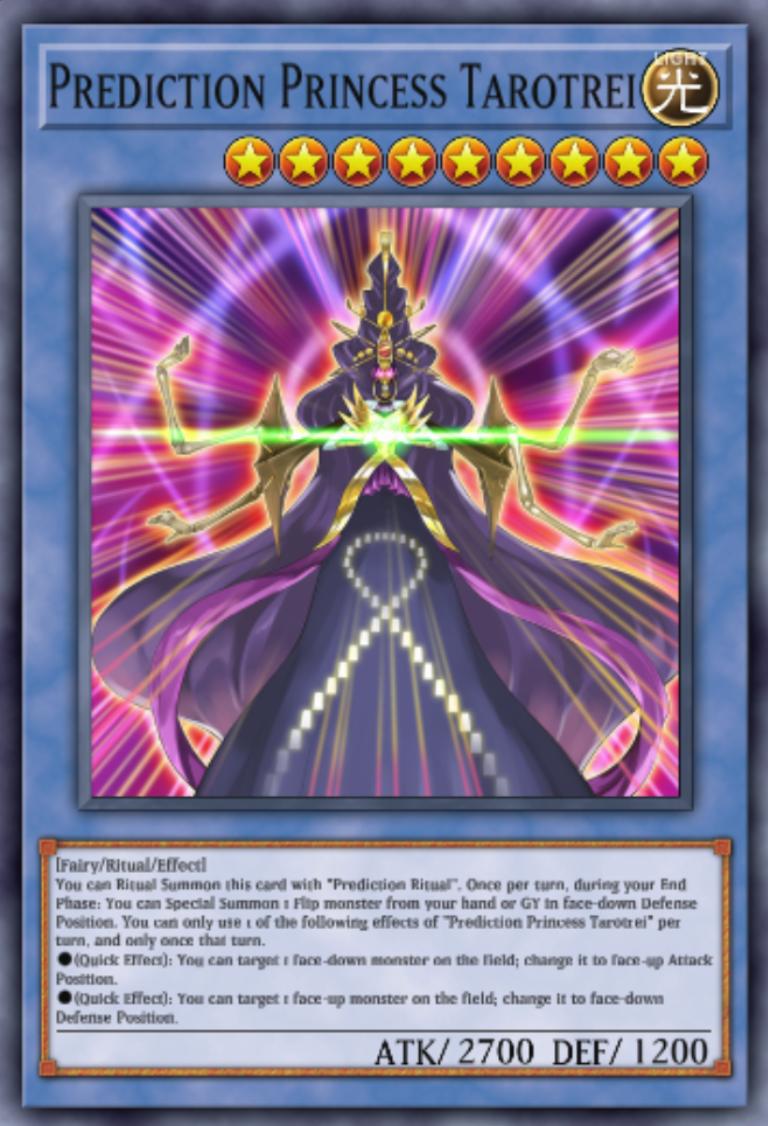 PREDICTION PRINCESS TAROTREI
LIGHT
光
[Fairy/Ritual/Effect]
You can Ritual Summon this card with "Prediction Ritual". Once per turn, during your End
Phase: You can Special Summon 1 Flip monster from your hand or GY in face-down Defense
Position. You can only use 1 of the following effects of "Prediction Princess Tarotrei" per
turn, and only once that turn.
●(Quick Effect): You can target 1 face-down monster on the field; change it to face-up Attack
Position.
●(Quick Effect): You can target 1 face-up monster on the field; change it to face-down
Defense Position.
ATK/ 2700 DEF/ 1200